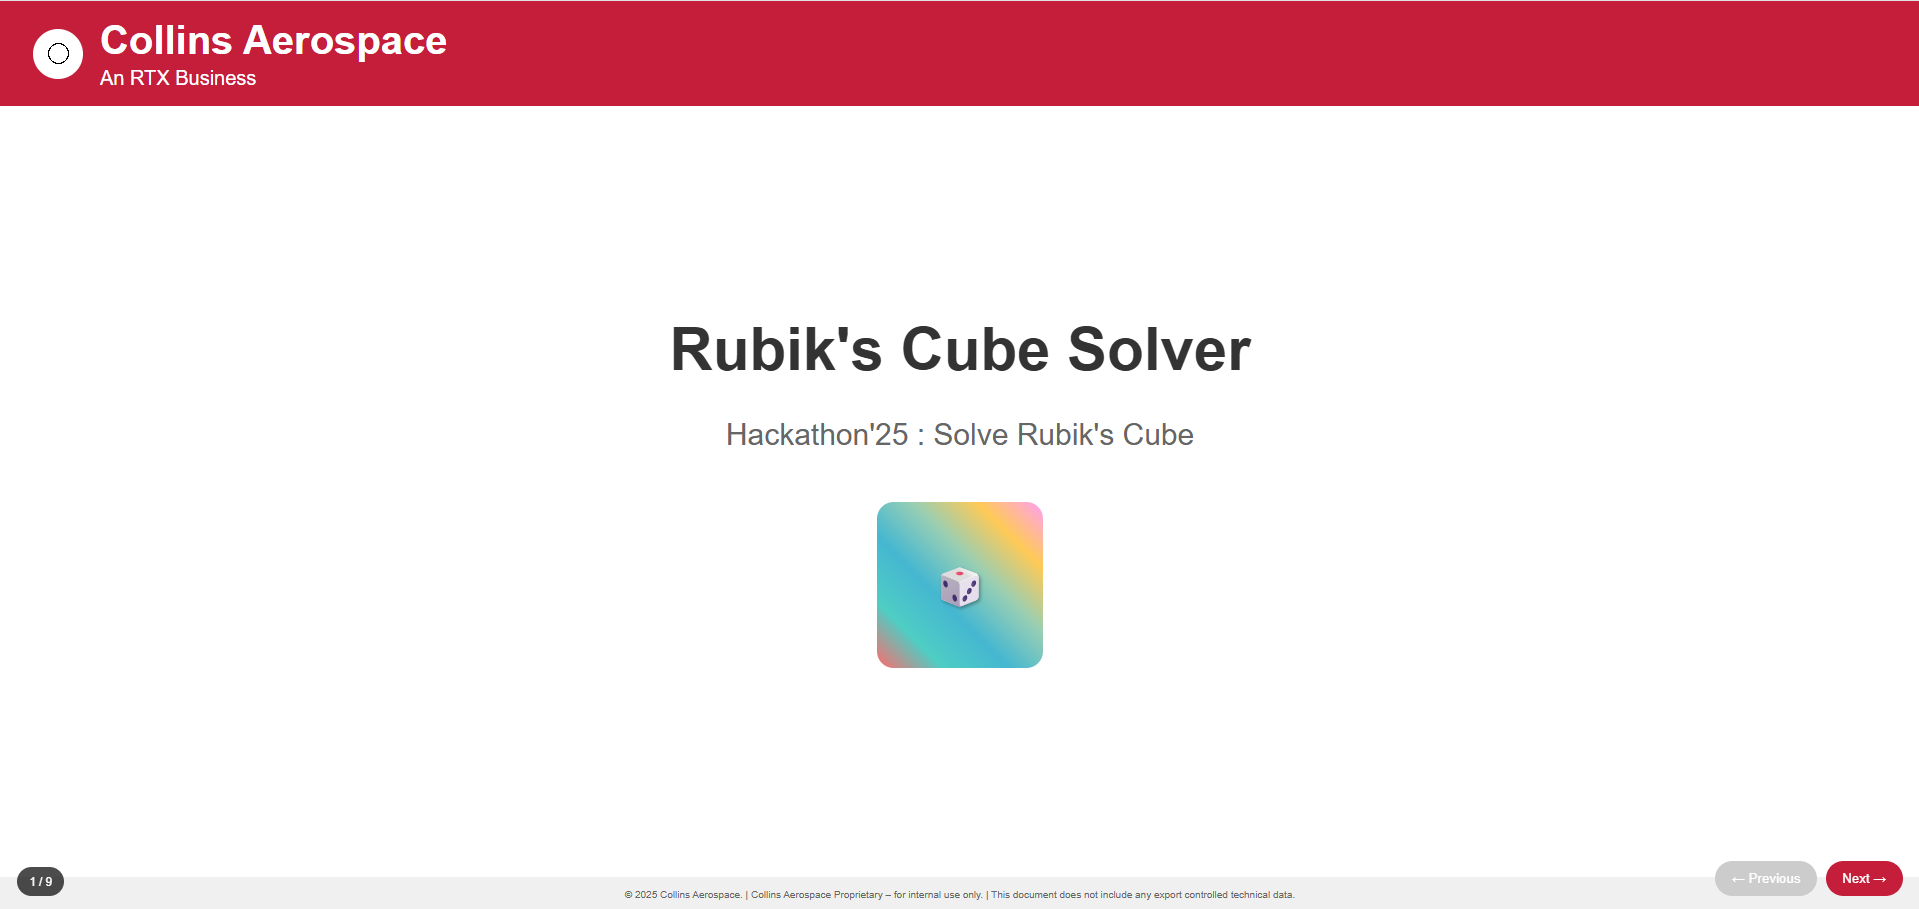 Collins Aerospace
An RTX Business
Rubik's Cube Solver
Hackathon'25 : Solve Rubik's Cube
1 / 9
© 2025 Collins Aerospace. | Collins Aerospace Proprietary – for internal use only. | This document does not include any export controlled technical data.
← Previous
Next →